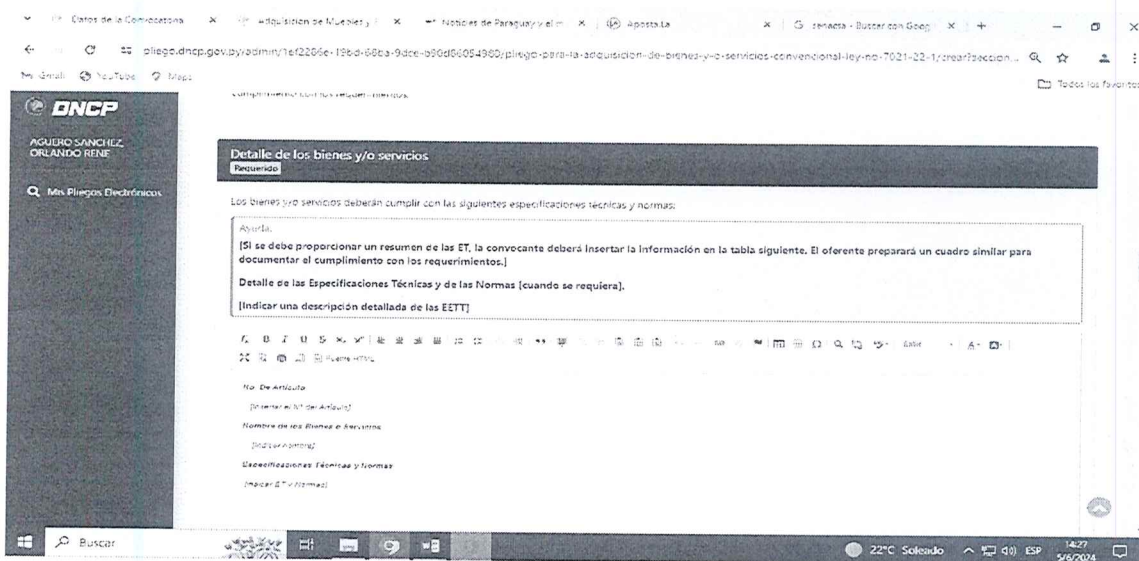 Datos de la Convocatoria
Adquisición de Muebles y
Noticias de Paraguay y el m
Aposta.La
senacsa - Buscar con Goog
pliego.dncp.gov.py/admin/
/pliego-para-la-adquisicion-de-bienes-y-o-servicios-convencional-ley-no-7021-22-1/crear?seccion...
Gmail
YouTube
Maps
Todos los favoritos
DNCP
cumplimiento con los requerimientos.
AGUERO SANCHEZ,
ORLANDO RENE
Detalle de los bienes y/o servicios
Requerido
Mis Pliegos Electrónicos
Los bienes y/o servicios deberán cumplir con las siguientes especificaciones técnicas y normas:
Ayuda:
[Si se debe proporcionar un resumen de las ET, la convocante deberá insertar la información en la tabla siguiente. El oferente preparará un cuadro similar para
documentar el cumplimiento con los requerimientos.]
Detalle de las Especificaciones Técnicas y de las Normas [cuando se requiera].
[Indicar una descripción detallada de las EETT]
Fuente HTML
No. De Artículo
[Insertar el Nº del Artículo]
Nombre de los Bienes o Servicios
[Indicar nombre]
Especificaciones Técnicas y Normas
[Indicar ET y Normas]
Buscar
22°C Soleado
ESP
14:27
5/6/2024